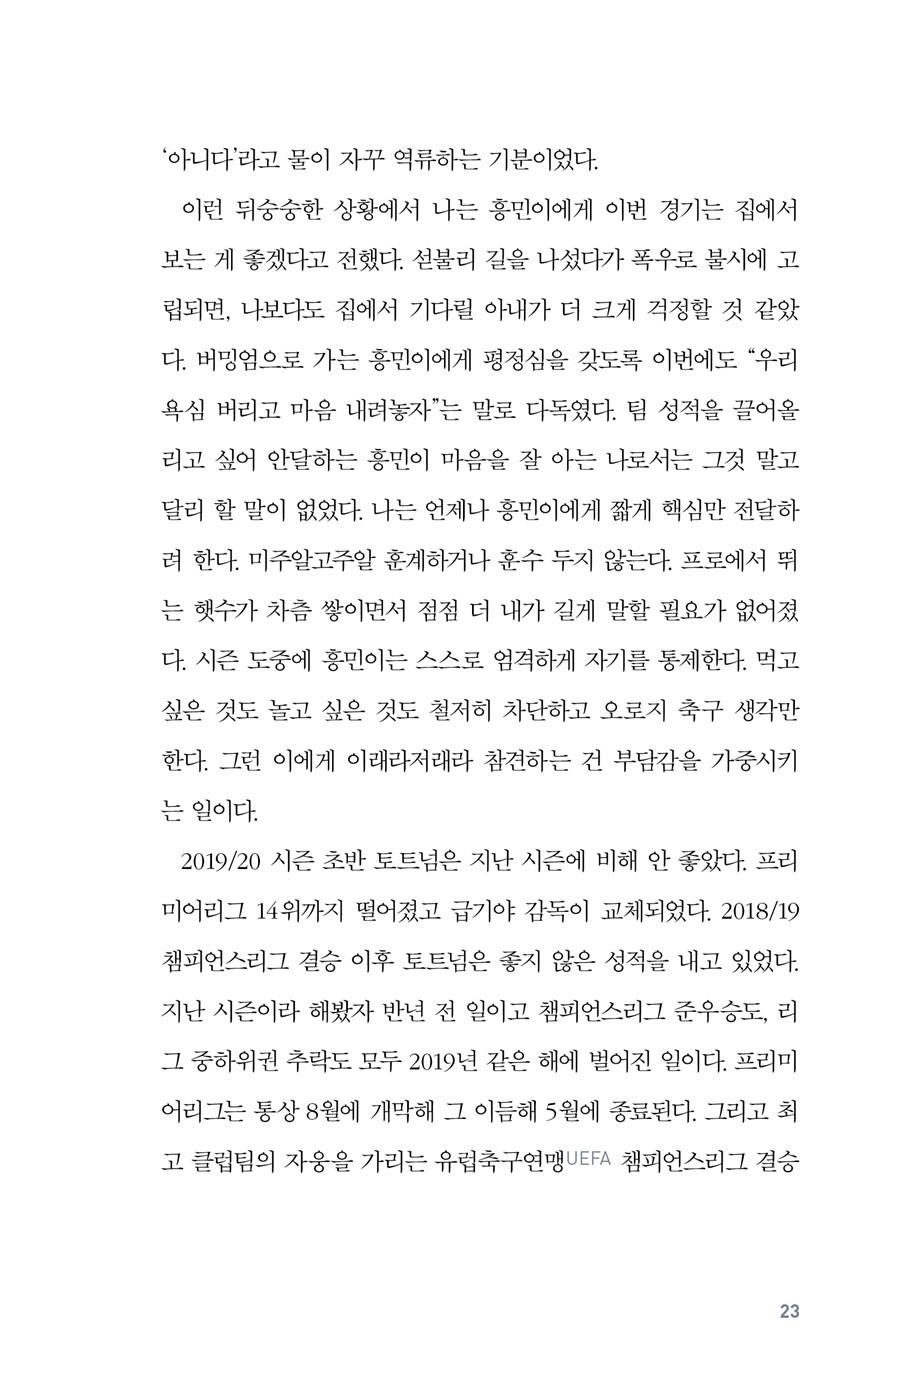 ‘아니다’라고 물이 자꾸 역류하는 기분이었다.
이런 뒤숭숭한 상황에서 나는 흥민이에게 이번 경기는 집에서
보는 게 좋겠다고 전했다. 섣불리 길을 나섰다가 폭우로 불시에 고
립되면, 나보다도 집에서 기다릴 아내가 더 크게 걱정할 것 같았
다. 버밍엄으로 가는 흥민이에게 평정심을 갖도록 이번에도 “우리
욕심 버리고 마음 내려놓자”는 말로 다독였다. 팀 성적을 끌어올
리고 싶어 안달하는 흥민이 마음을 잘 아는 나로서는 그것 말고
달리 할 말이 없었다. 나는 언제나 흥민이에게 짧게 핵심만 전달하
려 한다. 미주알고주알 훈계하거나 훈수 두지 않는다. 프로에서 뛰
는 햇수가 차츰 쌓이면서 점점 더 내가 길게 말할 필요가 없어졌
다. 시즌 도중에 흥민이는 스스로 엄격하게 자기를 통제한다. 먹고
싶은 것도 놀고 싶은 것도 철저히 차단하고 오로지 축구 생각만
한다. 그런 이에게 이래라저래라 참견하는 건 부담감을 가중시키
는 일이다.
2019/20 시즌 초반 토트넘은 지난 시즌에 비해 안 좋았다. 프리
미어리그 14위까지 떨어졌고 급기야 감독이 교체되었다. 2018/19
챔피언스리그 결승 이후 토트넘은 좋지 않은 성적을 내고 있었다.
지난 시즌이라 해봤자 반년 전 일이고 챔피언스리그 준우승도, 리
그 중하위권 추락도 모두 2019년 같은 해에 벌어진 일이다. 프리미
어리그는 통상 8월에 개막해 그 이듬해 5월에 종료된다. 그리고 최
고 클럽팀의 자웅을 가리는 유럽축구연맹UEFA 챔피언스리그 결승
23